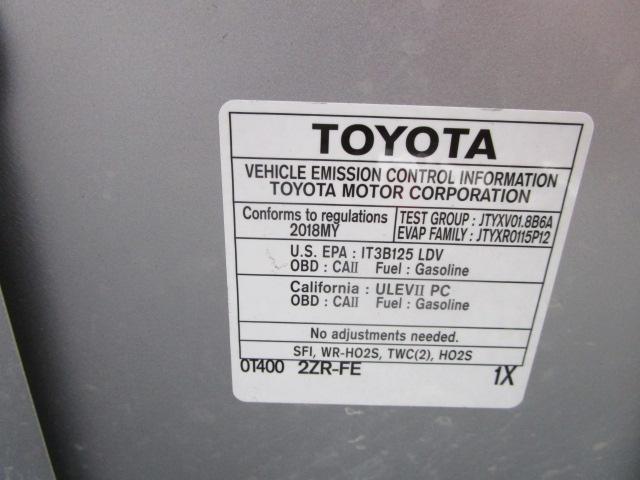 TOYOTA
VEHICLE EMISSION CONTROL INFORMATION
TOYOTA MOTOR CORPORATION
Conforms to regulations
2018MY
TEST GROUP : JTYXV01.8B6A
EVAP FAMILY : JTYXR0115P12
U.S. EPA : IT3B125 LDV
OBD : CAII Fuel : Gasoline
California : ULEVII PC
OBD : CAII Fuel : Gasoline
No adjustments needed.
SFI, WR-HO2S, TWC(2), HO2S
0T400 2ZR-FE 1X